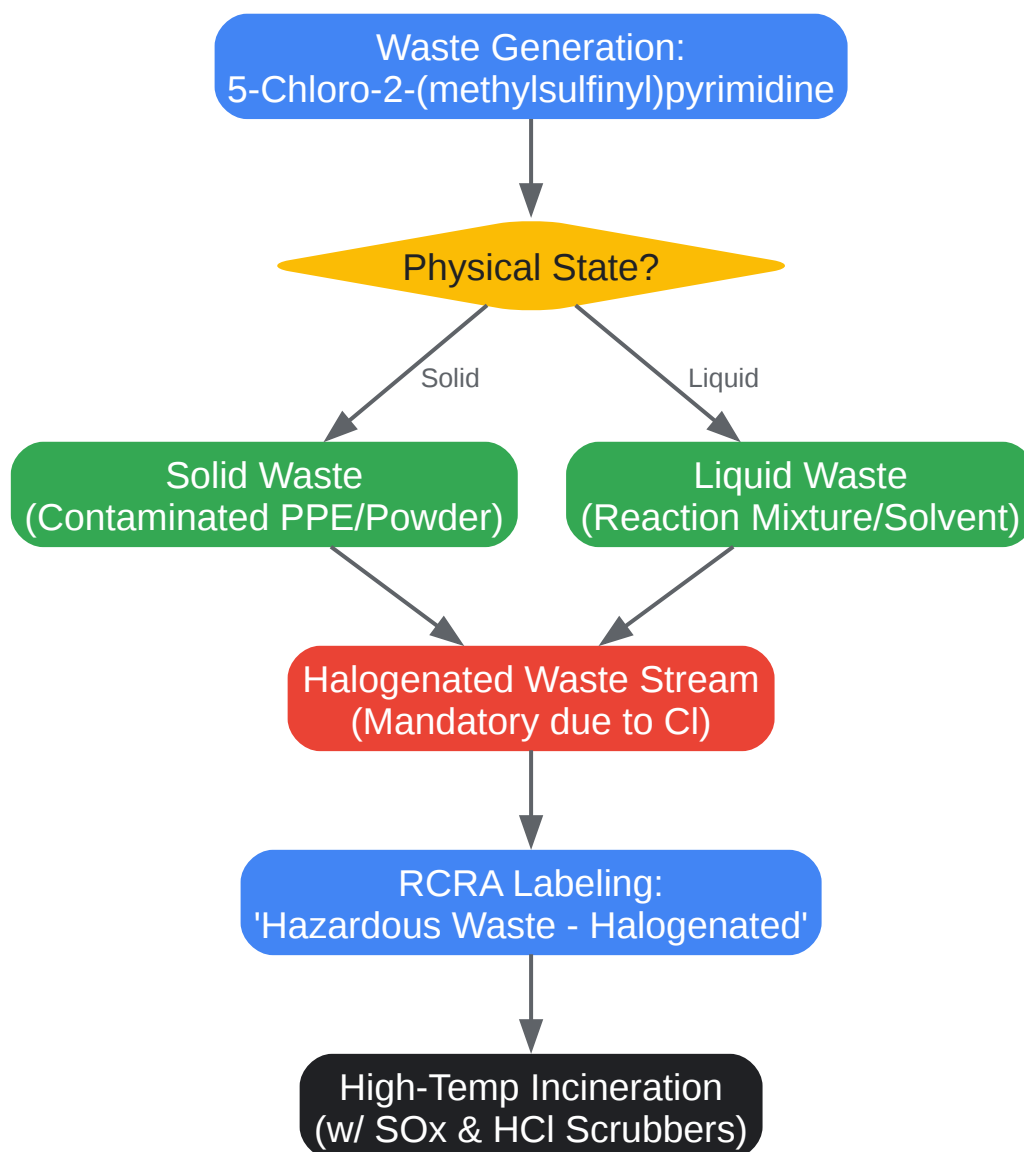 Waste Generation:
5-Chloro-2-(methylsulfinyl)pyrimidine
Physical State?
Solid
Liquid
Solid Waste
(Contaminated PPE/Powder)
Liquid Waste
(Reaction Mixture/Solvent)
Halogenated Waste Stream
(Mandatory due to Cl)
RCRA Labeling:
'Hazardous Waste - Halogenated'
High-Temp Incineration
(w/ SOx & HCl Scrubbers)